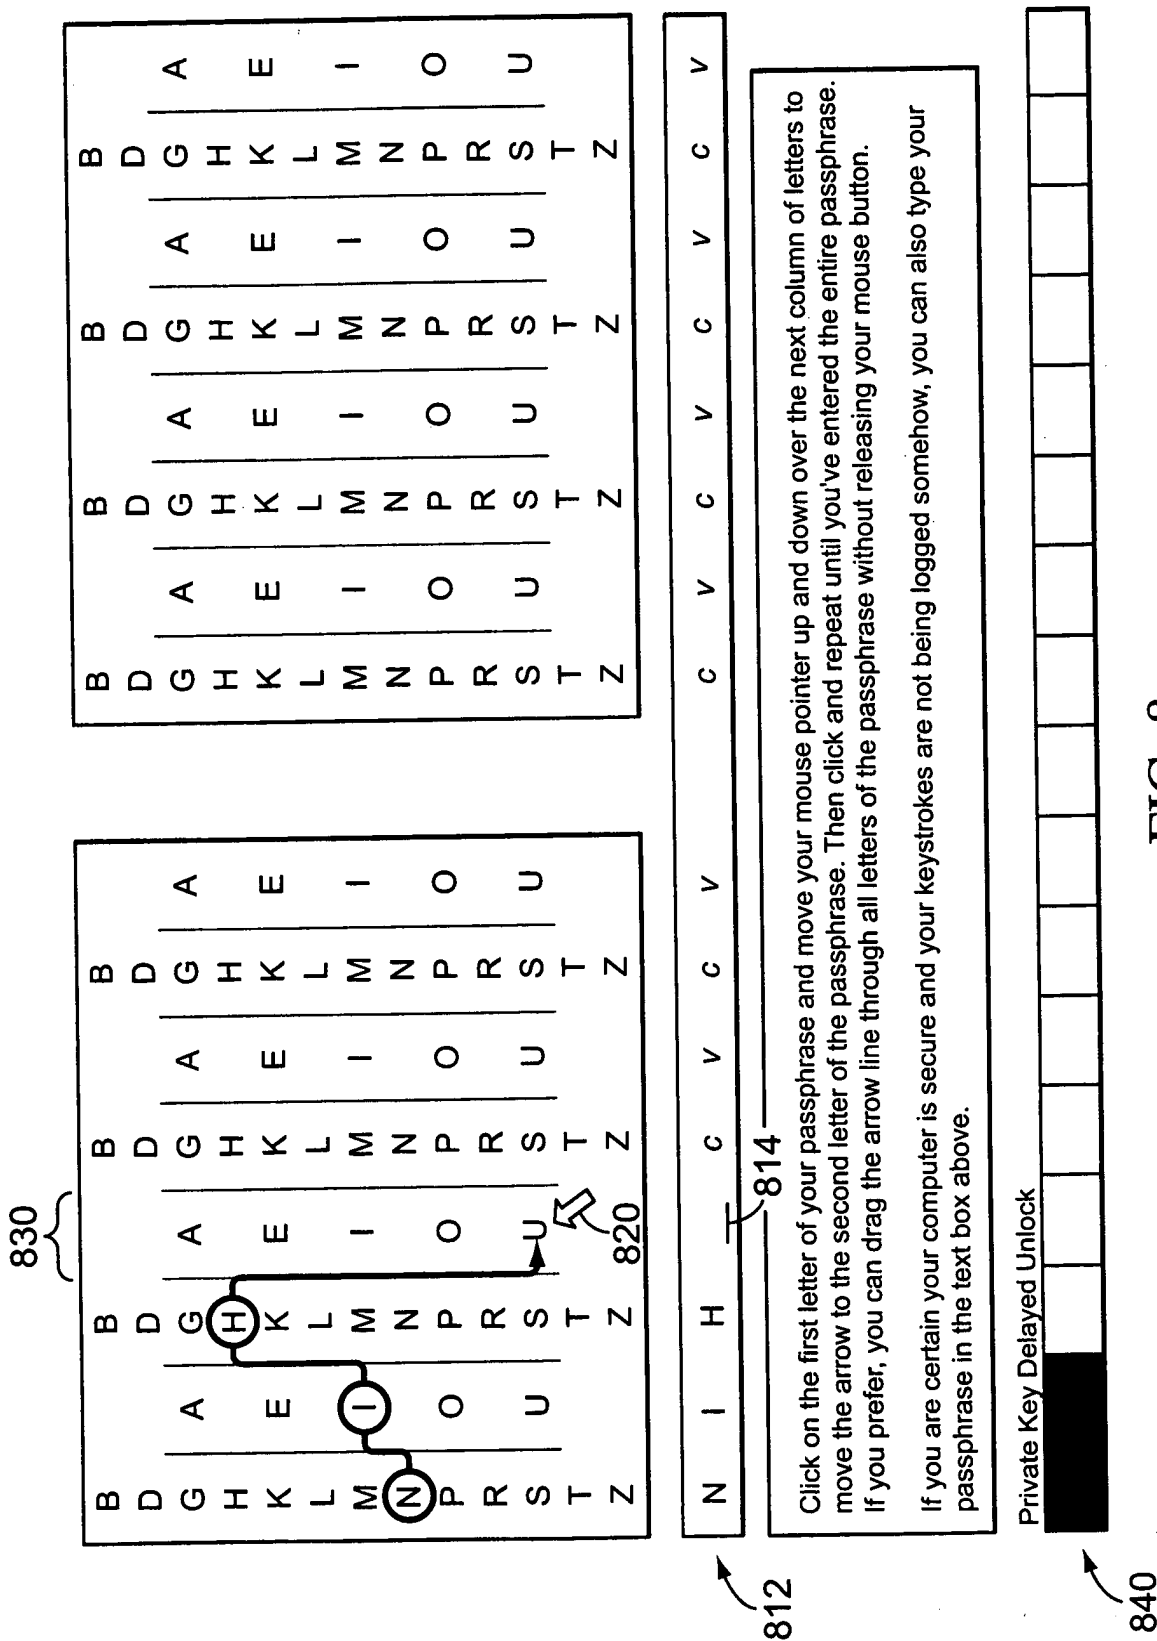 830
B B B B B B B B
D D D D D D D D
G A G A G A G A G A G A G A G A
H H H H H H H H
K E K E K E K E K E K E K E K E
L L L L L L L L
M I M I M I M I M I M I M I M I
N N N N N N N N
P O P O P O P O P O P O P O P O
R R R R R R R R
S U S U S U S U S U S U S U S U
T T T T T T T T
Z Z Z Z Z Z Z Z
820
812
N I H _ c v c v c v c v c v c v
814
Click on the first letter of your passphrase and move your mouse pointer up and down over the next column of letters to
move the arrow to the second letter of the passphrase. Then click and repeat until you've entered the entire passphrase.
If you prefer, you can drag the arrow line through all letters of the passphrase without releasing your mouse button.
If you are certain your computer is secure and your keystrokes are not being logged somehow, you can also type your
passphrase in the text box above.
Private Key Delayed Unlock
840
FIG.